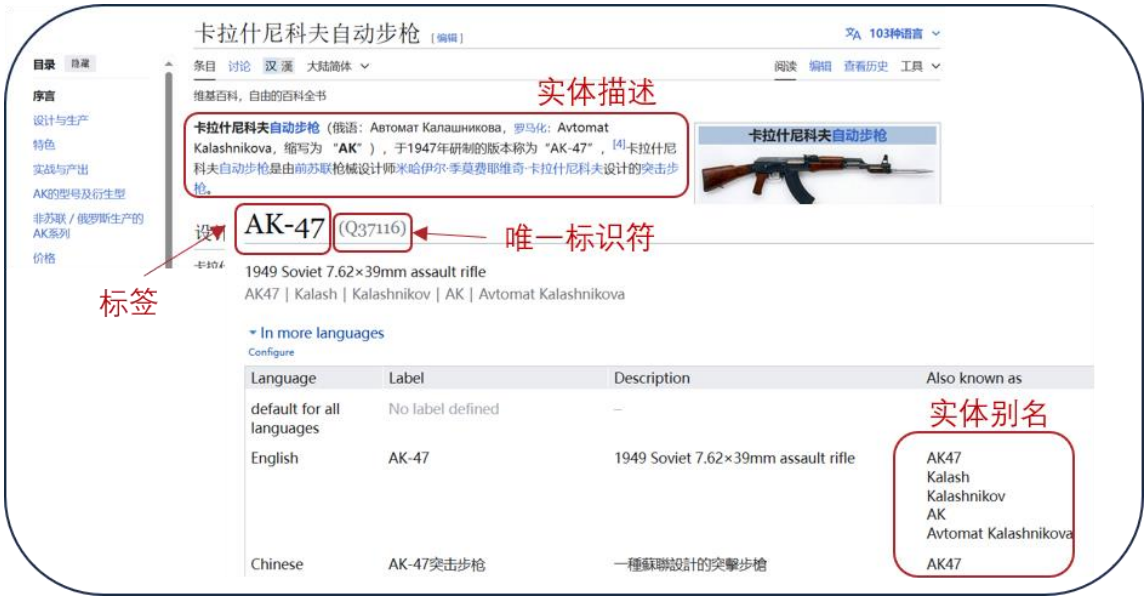 卡拉什尼科夫自动步枪 [编辑]
103种语言
目录 隐藏
条目 讨论 汉 漢 大陆简体
阅读 编辑 查看历史 工具
序言
维基百科，自由的百科全书
实体描述
设计与生产
特色
实战与产出
AK的型号及衍生型
非苏联 / 俄罗斯生产的
AK系列
价格
卡拉什尼科夫自动步枪（俄语：Автомат Калашникова，罗马化：Avtomat
Kalashnikova，缩写为 “AK”），于1947年研制的版本称为 “AK-47”，[4]卡拉什尼
科夫自动步枪是由前苏联枪械设计师米哈伊尔·季莫费耶维奇·卡拉什尼科夫设计的突击步
枪。
卡拉什尼科夫自动步枪
AK-47 (Q37116)
唯一标识符
标签
1949 Soviet 7.62×39mm assault rifle
AK47 | Kalash | Kalashnikov | AK | Avtomat Kalashnikova
In more languages
Configure
Language Label Description Also known as
实体别名
default for all
languages
No label defined –
English AK-47 1949 Soviet 7.62×39mm assault rifle AK47
Kalash
Kalashnikov
AK
Avtomat Kalashnikova
Chinese AK-47突击步枪 一種蘇聯設計的突擊步槍 AK47